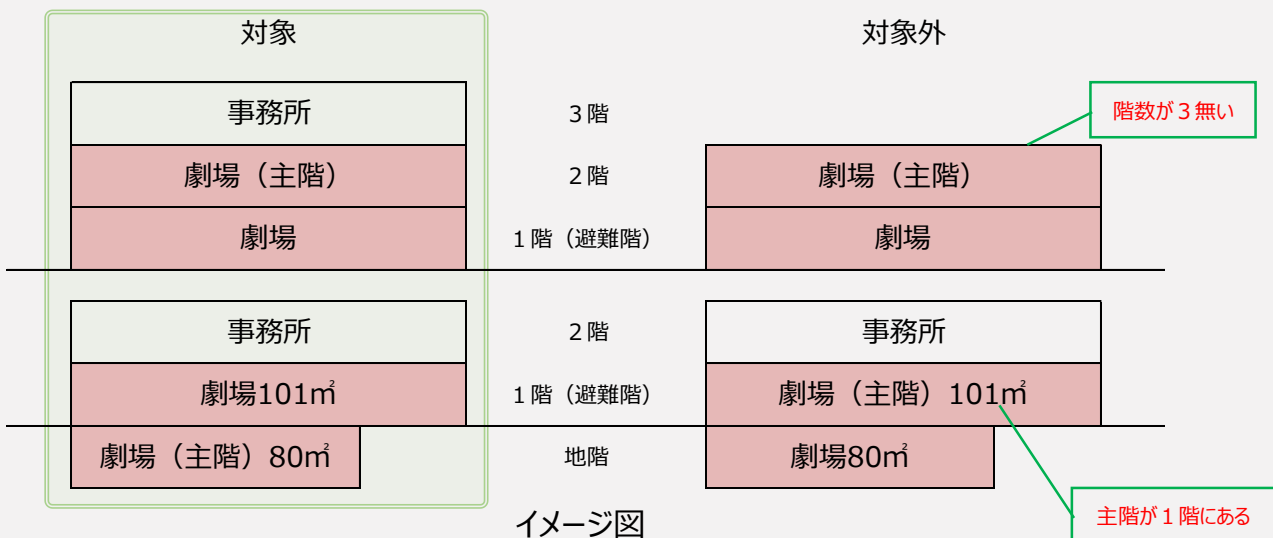 対象
対象外
事務所
3階
階数が3無い
劇場（主階）
2階
劇場（主階）
劇場
1階（避難階）
劇場
事務所
2階
事務所
劇場101㎡
1階（避難階）
劇場（主階）101㎡
劇場（主階）80㎡
地階
劇場80㎡
主階が1階にある
イメージ図